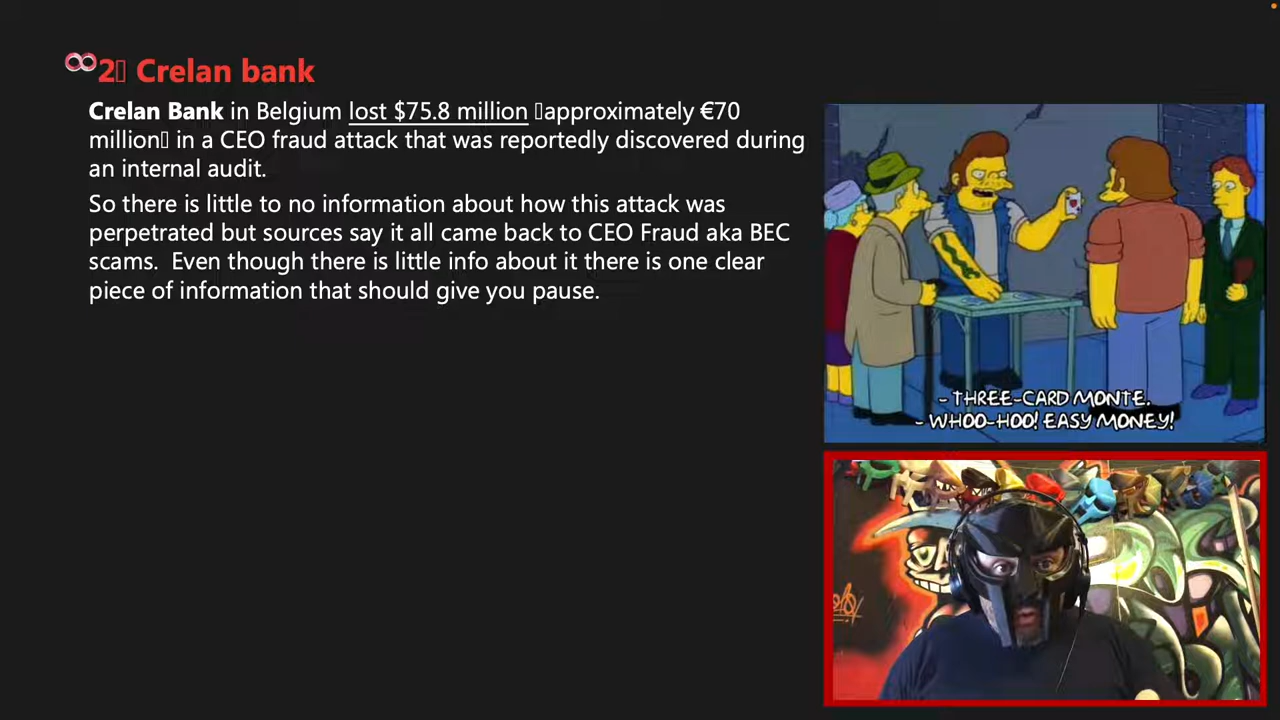 2 Crelan bank
Crelan Bank in Belgium lost $75.8 million approximately €70
million in a CEO fraud attack that was reportedly discovered during
an internal audit.
So there is little to no information about how this attack was
perpetrated but sources say it all came back to CEO Fraud aka BEC
scams. Even though there is little info about it there is one clear
piece of information that should give you pause.
- THREE-CARD MONTE.
- WHOO-HOO! EASY MONEY!